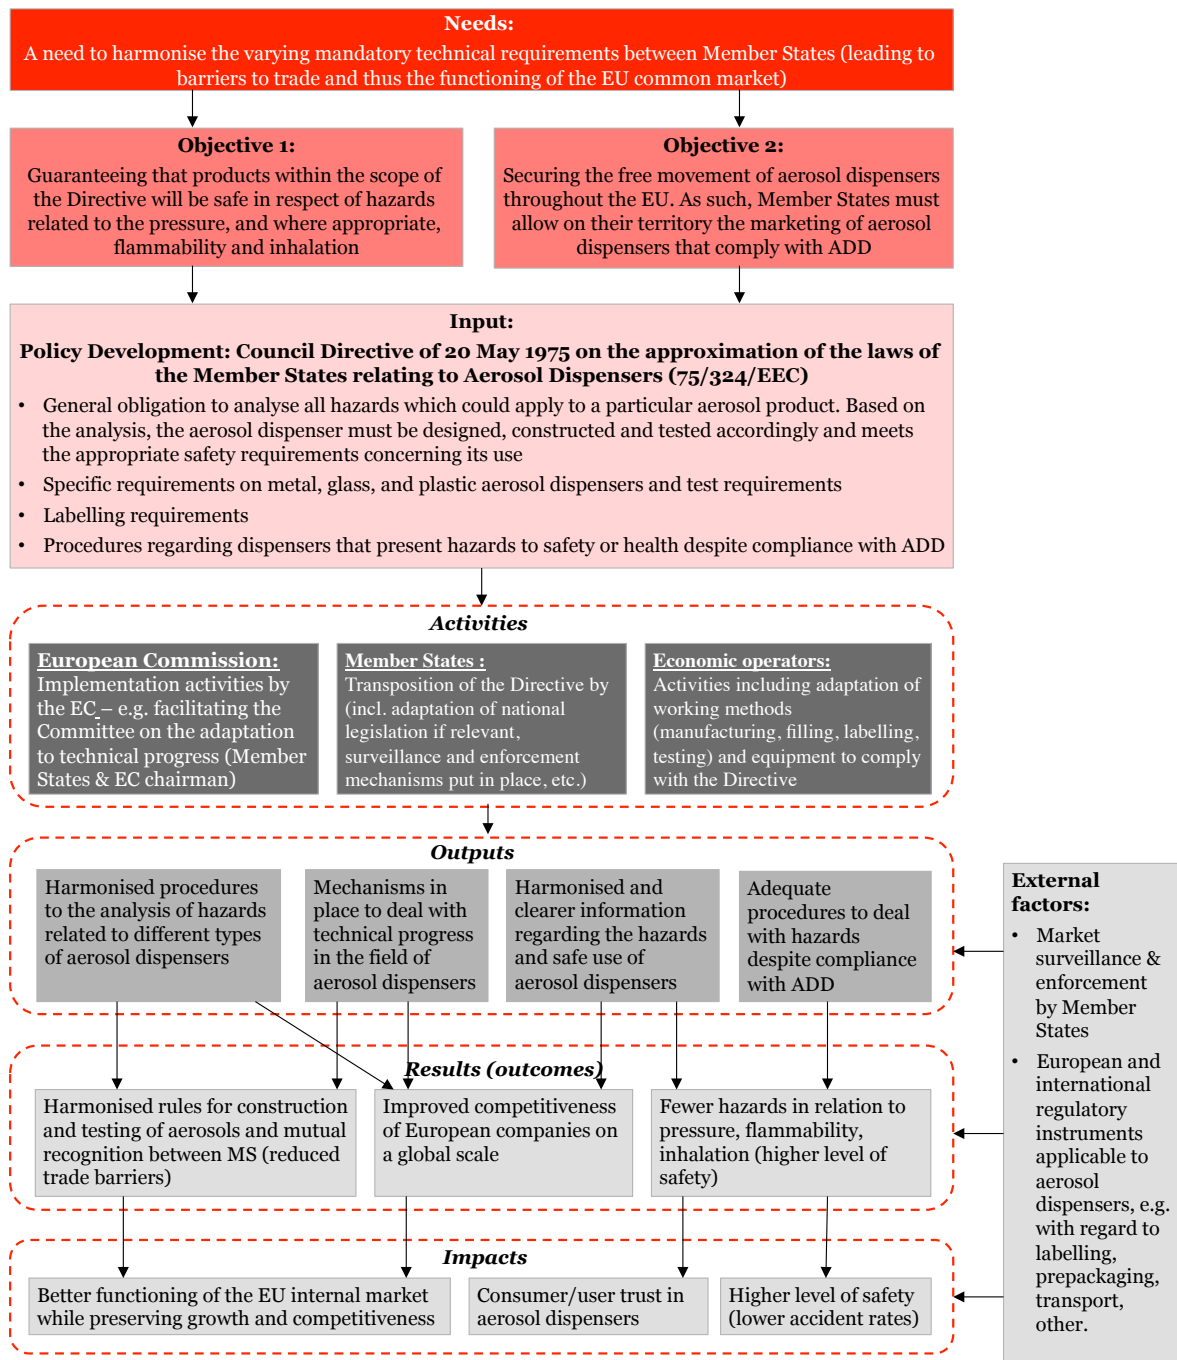 Needs:
A need to harmonise the varying mandatory technical requirements between Member States (leading to
barriers to trade and thus the functioning of the EU common market)
Objective 1:
Guaranteeing that products within the scope of
the Directive will be safe in respect of hazards
related to the pressure, and where appropriate,
flammability and inhalation
Objective 2:
Securing the free movement of aerosol dispensers
throughout the EU. As such, Member States must
allow on their territory the marketing of aerosol
dispensers that comply with ADD
Input:
Policy Development: Council Directive of 20 May 1975 on the approximation of the laws of
the Member States relating to Aerosol Dispensers (75/324/EEC)
• General obligation to analyse all hazards which could apply to a particular aerosol product. Based on
the analysis, the aerosol dispenser must be designed, constructed and tested accordingly and meets
the appropriate safety requirements concerning its use
• Specific requirements on metal, glass, and plastic aerosol dispensers and test requirements
• Labelling requirements
• Procedures regarding dispensers that present hazards to safety or health despite compliance with ADD
Activities
European Commission:
Implementation activities by
the EC – e.g. facilitating the
Committee on the adaptation
to technical progress (Member
States & EC chairman)
Member States :
Transposition of the Directive by
(incl. adaptation of national
legislation if relevant,
surveillance and enforcement
mechanisms put in place, etc.)
Economic operators:
Activities including adaptation of
working methods
(manufacturing, filling, labelling,
testing) and equipment to comply
with the Directive
Outputs
Harmonised procedures
to the analysis of hazards
related to different types
of aerosol dispensers
Mechanisms in
place to deal with
technical progress
in the field of
aerosol dispensers
Harmonised and
clearer information
regarding the hazards
and safe use of
aerosol dispensers
Adequate
procedures to deal
with hazards
despite compliance
with ADD
External
factors:
• Market
surveillance &
enforcement
by Member
States
• European and
international
regulatory
instruments
applicable to
aerosol
dispensers, e.g.
with regard to
labelling,
prepackaging,
transport,
other.
Results (outcomes)
Harmonised rules for construction
and testing of aerosols and mutual
recognition between MS (reduced
trade barriers)
Improved competitiveness
of European companies on
a global scale
Fewer hazards in relation to
pressure, flammability,
inhalation (higher level of
safety)
Impacts
Better functioning of the EU internal market
while preserving growth and competitiveness
Consumer/user trust in
aerosol dispensers
Higher level of safety
(lower accident rates)